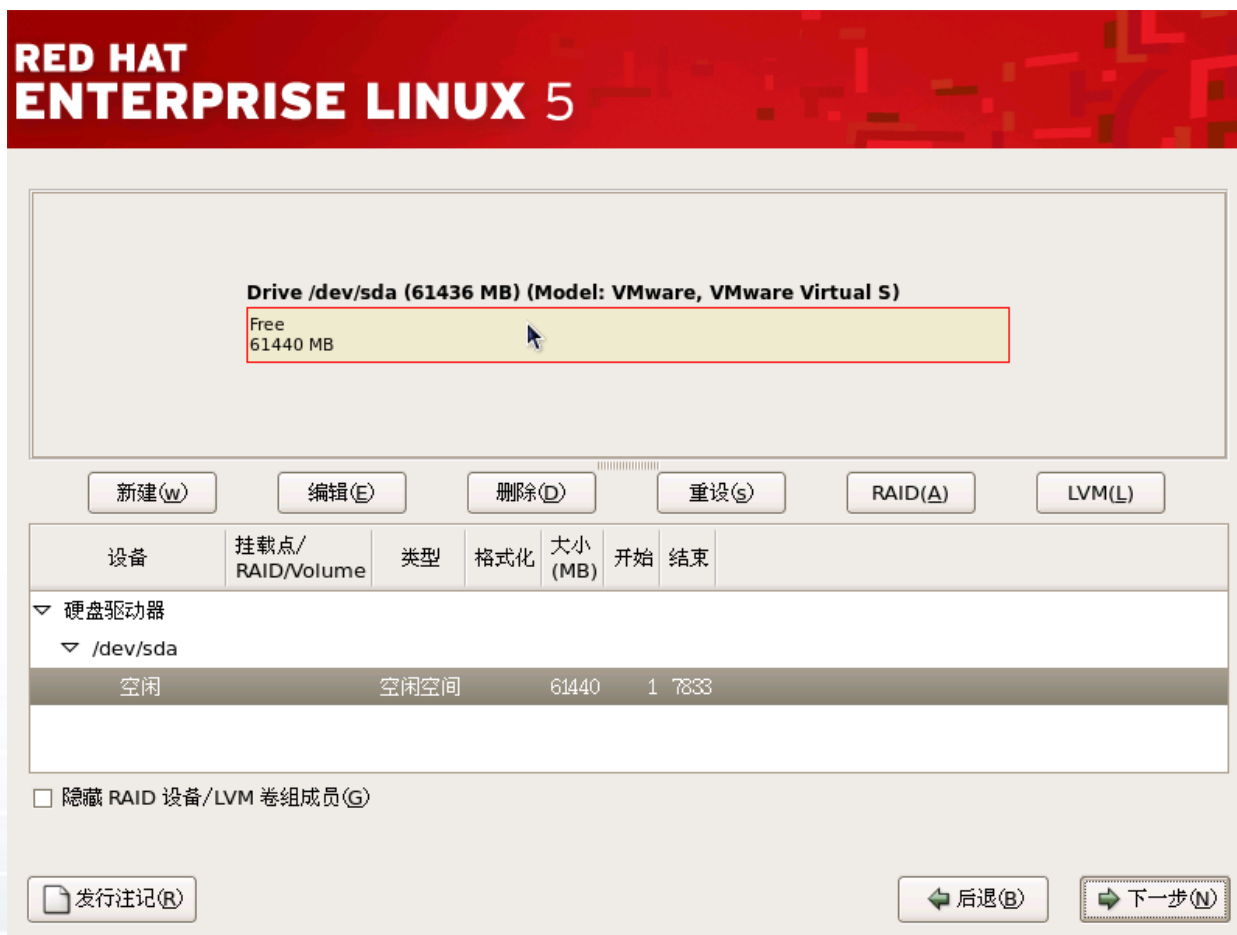 RED HAT
ENTERPRISE LINUX 5
Drive /dev/sda (61436 MB) (Model: VMware, VMware Virtual S)
Free
61440 MB
新建(w) 编辑(E) 删除(D) 重设(s) RAID(A) LVM(L)
设备 挂载点/ RAID/Volume 类型 格式化 大小 (MB) 开始 结束
硬盘驱动器
/dev/sda
空闲 空闲空间 61440 1 7833
隐藏 RAID 设备/LVM 卷组成员(G)
发行注记(R) 后退(B) 下一步(N)